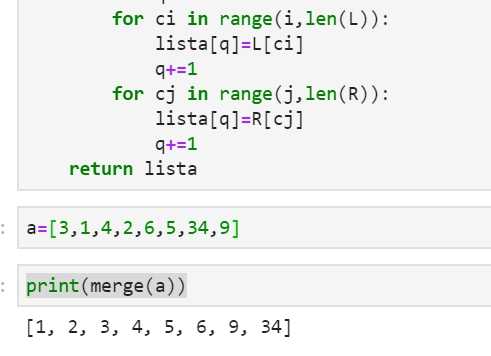 for ci in range(i,len(L)):
lista[q]=L[ci]
q+=1
for cj in range(j,len(R)):
lista[q]=R[cj]
q+=1
return lista
: a=[3,1,4,2,6,5,34,9]
: print(merge(a))
[1, 2, 3, 4, 5, 6, 9, 34]